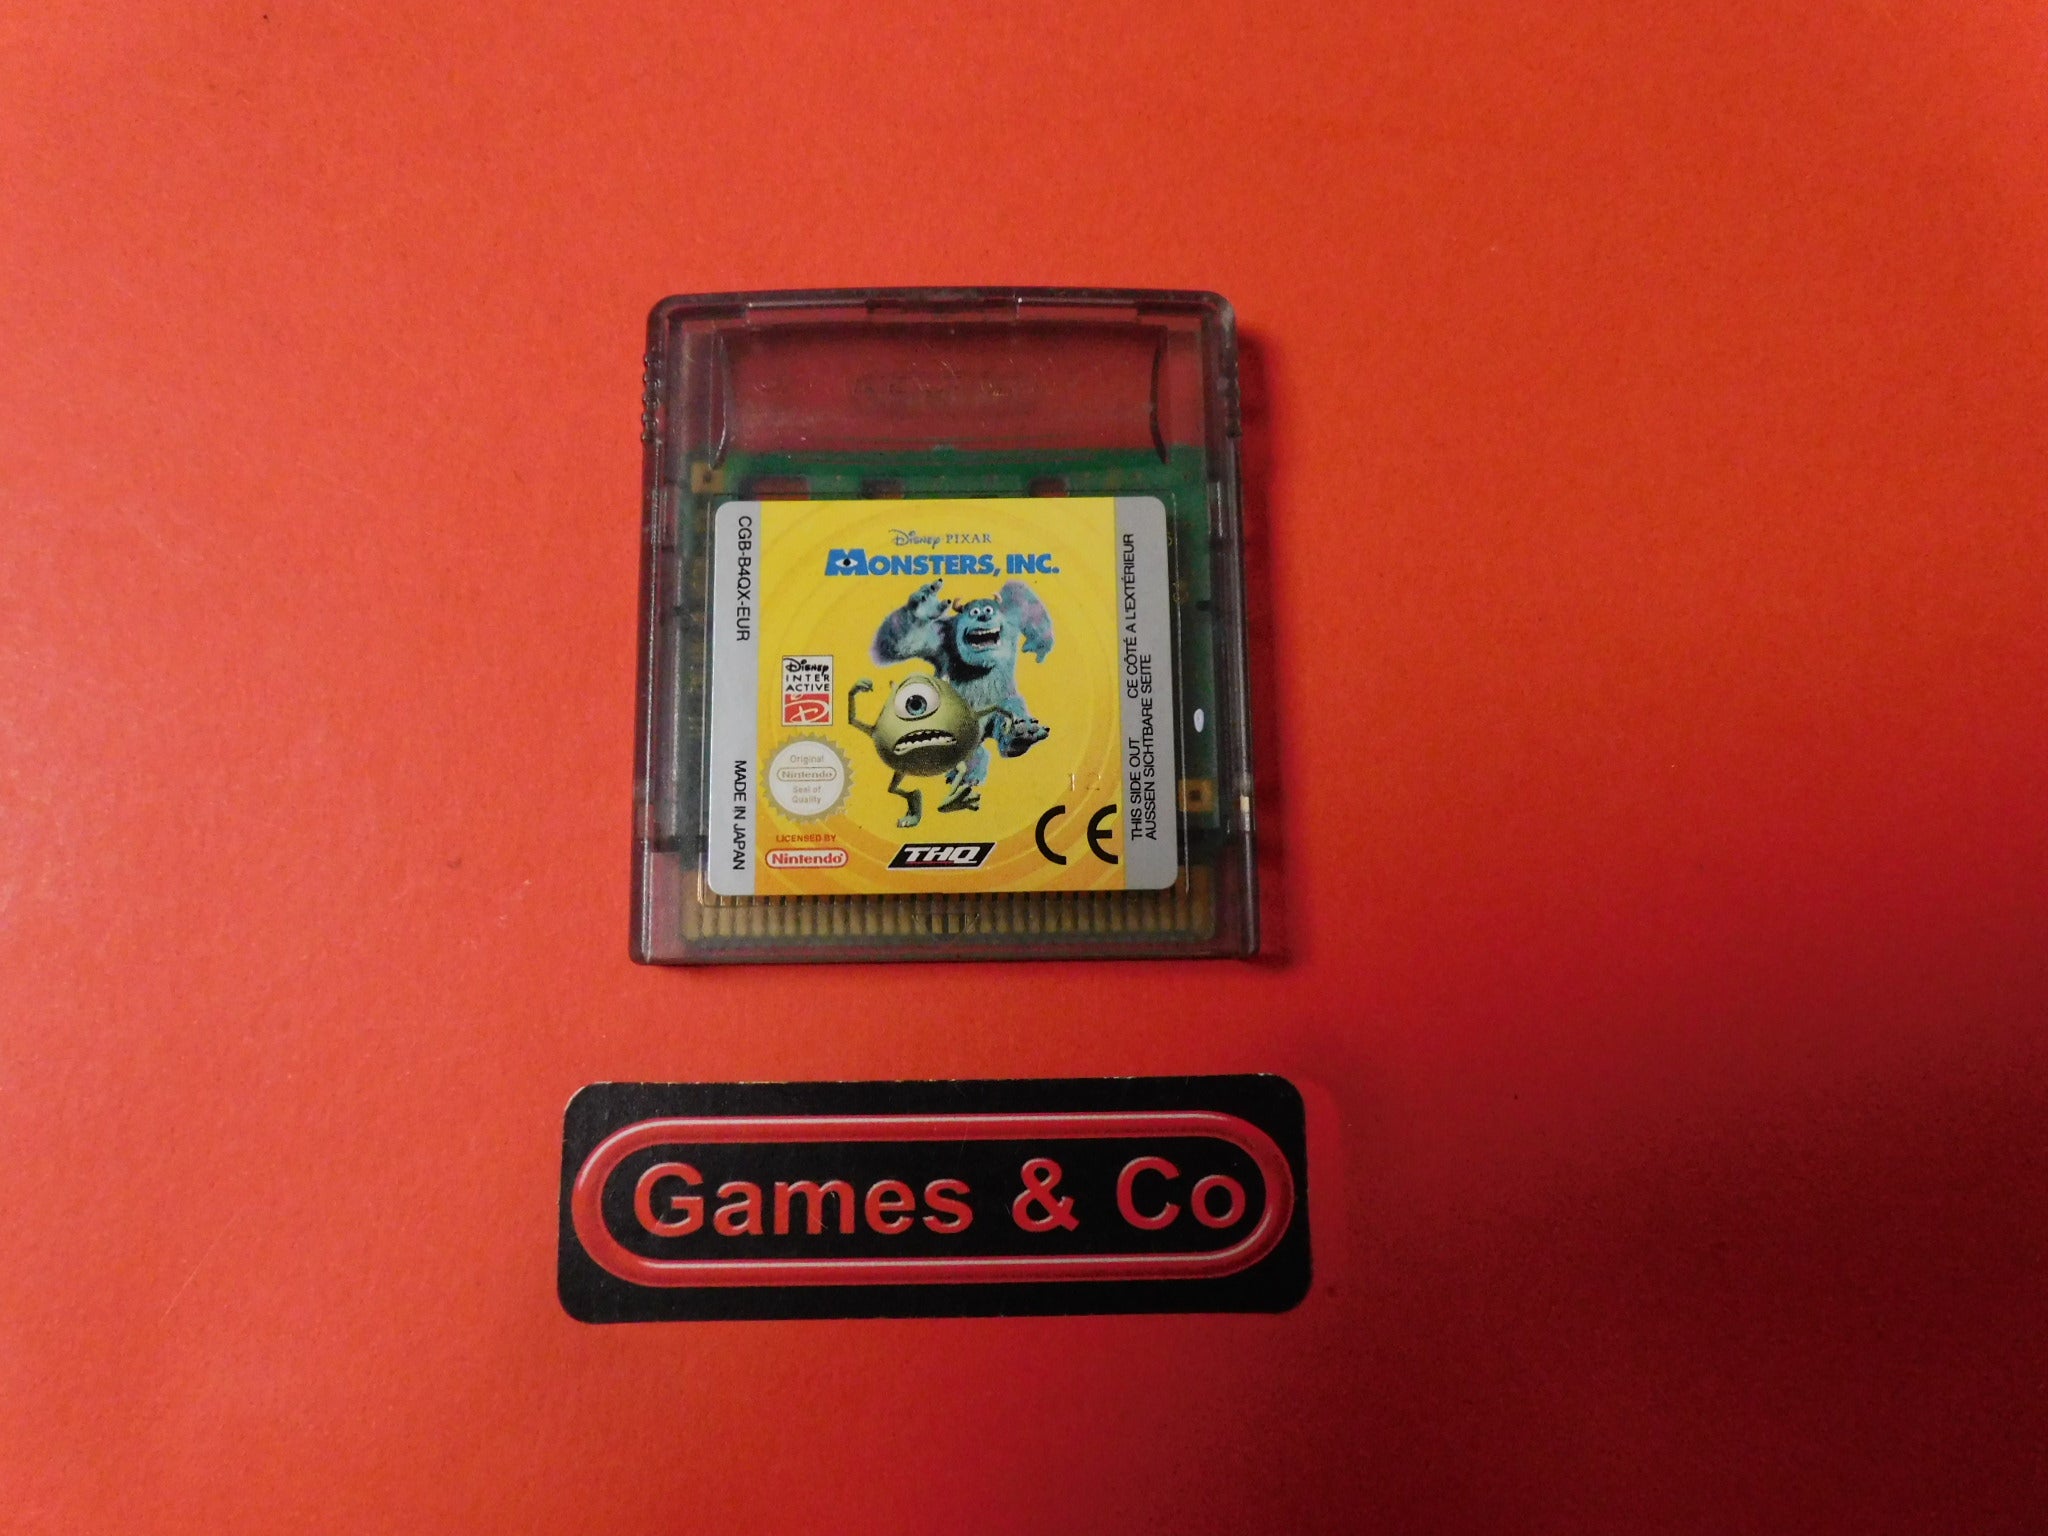 CGB-B4QX-EUR
MADE IN JAPAN
Disney PIXAR
MONSTERS, INC.
Disney
INTER
ACTIVE
Original
Nintendo
Seal of
Quality
LICENSED BY
Nintendo
THQ
CE
12
THIS SIDE OUT CE CÔTÉ A L'EXTÉRIEUR
AUSSEN SICHTBARE SEITE
Games & Co